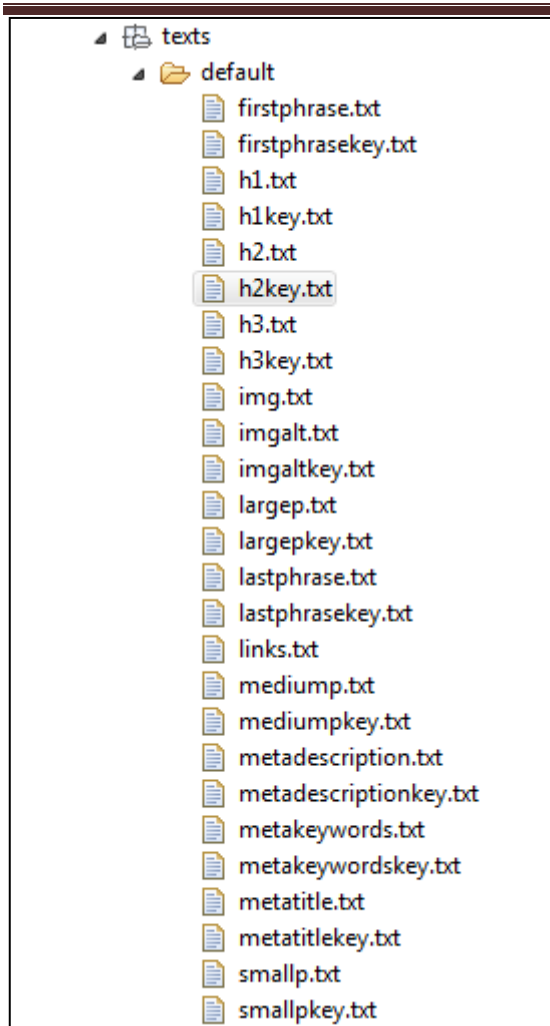 texts
default
firstphrase.txt
firstphrasekey.txt
h1.txt
h1key.txt
h2.txt
h2key.txt
h3.txt
h3key.txt
img.txt
imgalt.txt
imgaltkey.txt
largep.txt
largepkey.txt
lastphrase.txt
lastphrasekey.txt
links.txt
mediump.txt
mediumpkey.txt
metadescription.txt
metadescriptionkey.txt
metakeywords.txt
metakeywordskey.txt
metatitle.txt
metatitlekey.txt
smallp.txt
smallpkey.txt